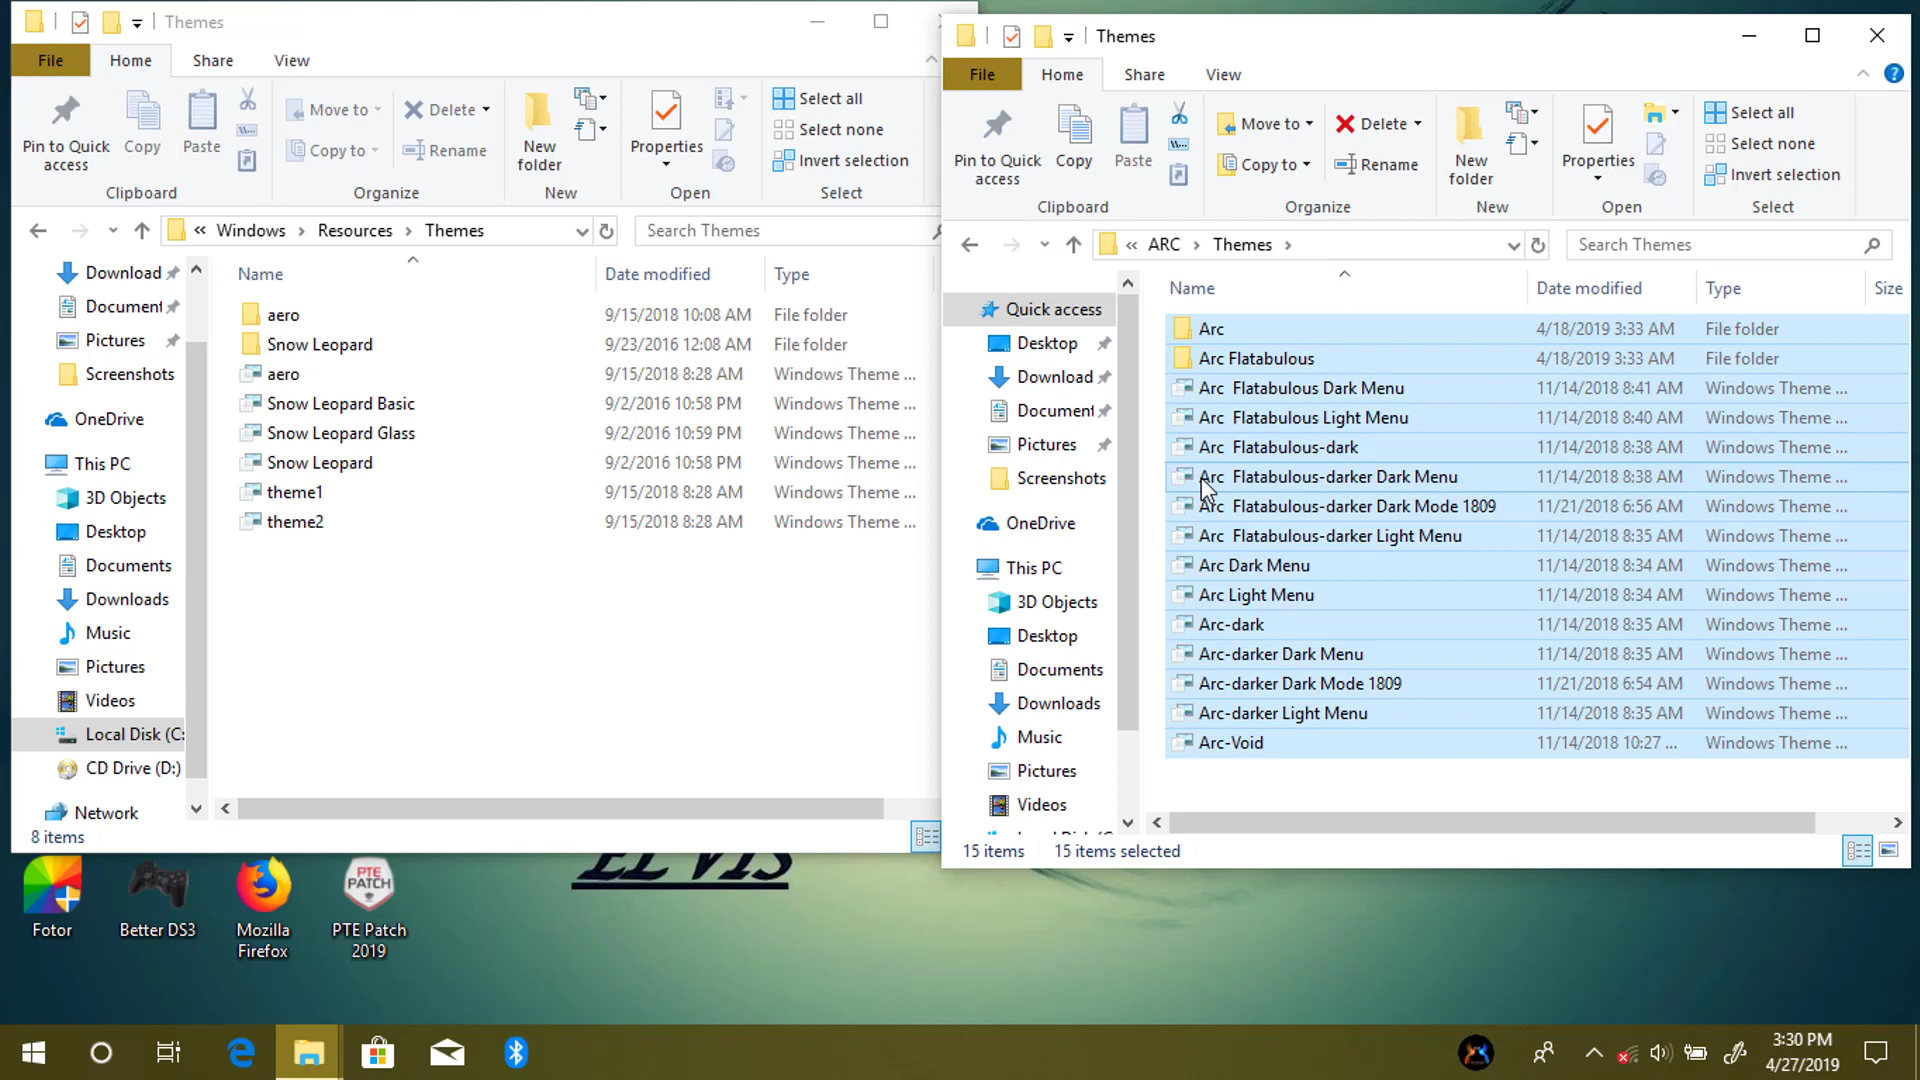 Themes
File Home Share View
Pin to Quick access
Copy
Paste
Clipboard
Move to
Copy to
Delete
Rename
Organize
New folder
New
Properties
Open
Select all
Select none
Invert selection
Select
« Windows > Resources > Themes
Search Themes
Name Date modified Type
aero 9/15/2018 10:08 AM File folder
Snow Leopard 9/23/2016 12:08 AM File folder
aero 9/15/2018 8:28 AM Windows Theme ...
Snow Leopard Basic 9/2/2016 10:58 PM Windows Theme ...
Snow Leopard Glass 9/2/2016 10:59 PM Windows Theme ...
Snow Leopard 9/2/2016 10:58 PM Windows Theme ...
theme1 9/15/2018 8:28 AM Windows Theme ...
theme2 9/15/2018 8:28 AM Windows Theme ...
Download
Document
Pictures
Screenshots
OneDrive
This PC
3D Objects
Desktop
Documents
Downloads
Music
Pictures
Videos
Local Disk (C:
CD Drive (D:)
Network
8 items
Themes
File Home Share View
Pin to Quick access
Copy
Paste
Clipboard
Move to
Copy to
Delete
Rename
Organize
New folder
New
Properties
Open
Select all
Select none
Invert selection
Select
« ARC > Themes >
Search Themes
Name Date modified Type Size
Arc 4/18/2019 3:33 AM File folder
Arc Flatabulous 4/18/2019 3:33 AM File folder
Arc  Flatabulous Dark Menu 11/14/2018 8:41 AM Windows Theme ...
Arc  Flatabulous Light Menu 11/14/2018 8:40 AM Windows Theme ...
Arc  Flatabulous-dark 11/14/2018 8:38 AM Windows Theme ...
Arc  Flatabulous-darker Dark Menu 11/14/2018 8:38 AM Windows Theme ...
Arc  Flatabulous-darker Dark Mode 1809 11/21/2018 6:56 AM Windows Theme ...
Arc  Flatabulous-darker Light Menu 11/14/2018 8:35 AM Windows Theme ...
Arc Dark Menu 11/14/2018 8:34 AM Windows Theme ...
Arc Light Menu 11/14/2018 8:34 AM Windows Theme ...
Arc-dark 11/14/2018 8:35 AM Windows Theme ...
Arc-darker Dark Menu 11/14/2018 8:35 AM Windows Theme ...
Arc-darker Dark Mode 1809 11/21/2018 6:54 AM Windows Theme ...
Arc-darker Light Menu 11/14/2018 8:35 AM Windows Theme ...
Arc-Void 11/14/2018 10:27 ... Windows Theme ...
Quick access
Desktop
Download
Document
Pictures
Screenshots
OneDrive
This PC
3D Objects
Desktop
Documents
Downloads
Music
Pictures
Videos
15 items 15 items selected
ELVIS
Fotor
Better DS3
Mozilla Firefox
PTE PATCH
PTE Patch 2019
3:30 PM
4/27/2019